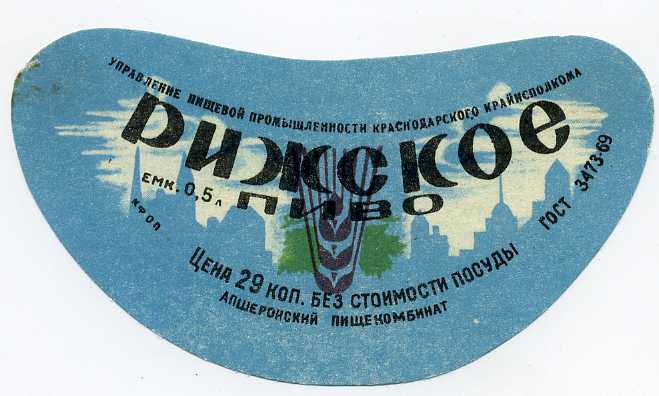 УПРАВЛЕНИЕ ПИЩЕВОЙ ПРОМЫШЛЕННОСТИ КРАСНОДАРСКОГО КРАЙИСПОЛКОМА
РИЖСКОЕ
ПИВО
ЕМК. 0,5 л
КФОЛ
ГОСТ 3473-69
ЦЕНА 29 КОП. БЕЗ СТОИМОСТИ ПОСУДЫ
АПШЕРОНСКИЙ ПИЩЕКОМБИНАТ